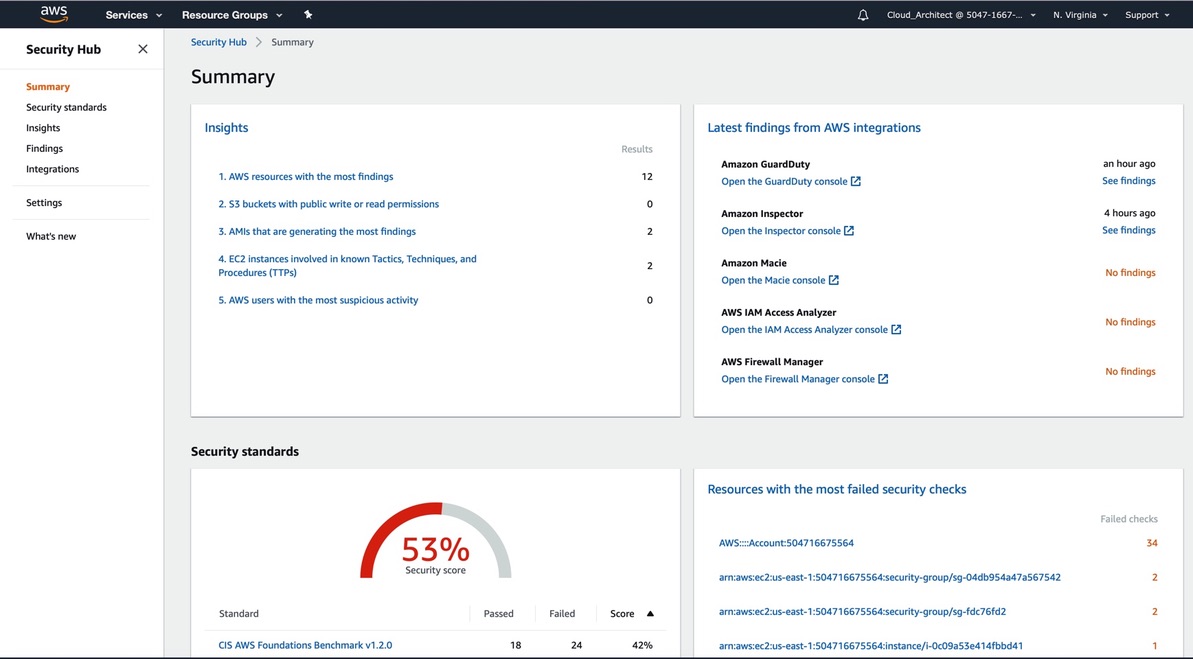 aws Services Resource Groups Cloud_Architect @ 5047-1667-... N. Virginia Support
Security Hub
Summary
Security standards
Insights
Findings
Integrations
Settings
What's new
Security Hub > Summary
Summary
Insights
Results
1. AWS resources with the most findings 12
2. S3 buckets with public write or read permissions 0
3. AMIs that are generating the most findings 2
4. EC2 instances involved in known Tactics, Techniques, and
Procedures (TTPs) 2
5. AWS users with the most suspicious activity 0
Latest findings from AWS integrations
Amazon GuardDuty an hour ago
Open the GuardDuty console See findings
Amazon Inspector 4 hours ago
Open the Inspector console See findings
Amazon Macie
Open the Macie console No findings
AWS IAM Access Analyzer
Open the IAM Access Analyzer console No findings
AWS Firewall Manager
Open the Firewall Manager console No findings
Security standards
53%
Security score
Standard Passed Failed Score
CIS AWS Foundations Benchmark v1.2.0 18 24 42%
Resources with the most failed security checks
Failed checks
AWS::::Account:504716675564 34
arn:aws:ec2:us-east-1:504716675564:security-group/sg-04db954a47a567542 2
arn:aws:ec2:us-east-1:504716675564:security-group/sg-fdc76fd2 2
arn:aws:ec2:us-east-1:504716675564:instance/i-0c09a53e414fbbd41 1